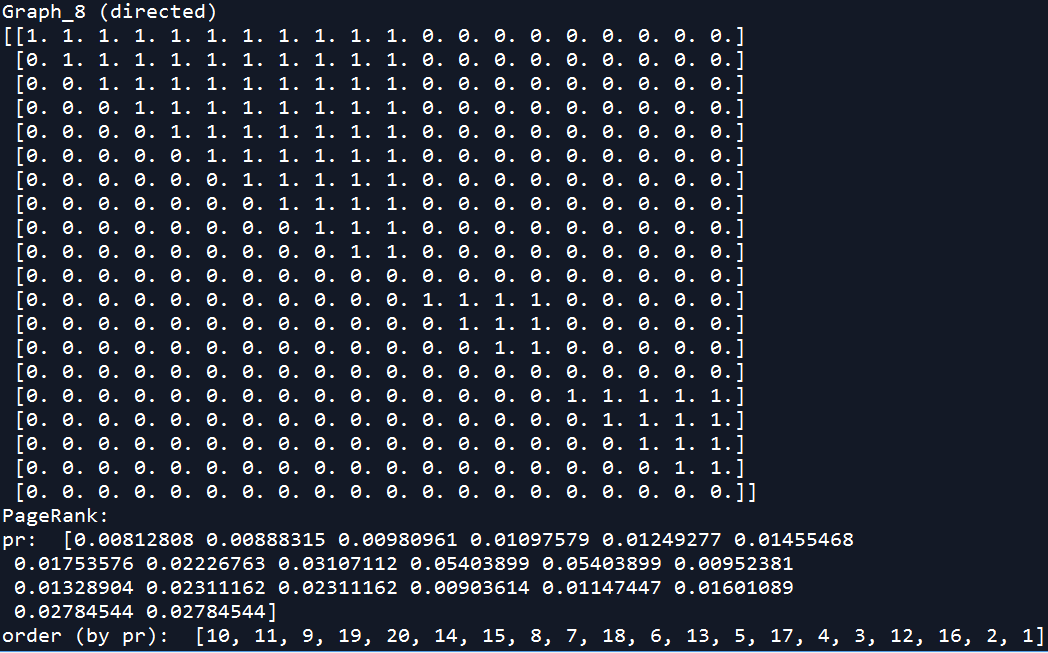 Graph_8 (directed)
[[1. 1. 1. 1. 1. 1. 1. 1. 1. 1. 1. 0. 0. 0. 0. 0. 0. 0. 0. 0.]
[0. 1. 1. 1. 1. 1. 1. 1. 1. 1. 1. 0. 0. 0. 0. 0. 0. 0. 0. 0.]
[0. 0. 1. 1. 1. 1. 1. 1. 1. 1. 1. 0. 0. 0. 0. 0. 0. 0. 0. 0.]
[0. 0. 0. 1. 1. 1. 1. 1. 1. 1. 1. 0. 0. 0. 0. 0. 0. 0. 0. 0.]
[0. 0. 0. 0. 1. 1. 1. 1. 1. 1. 1. 0. 0. 0. 0. 0. 0. 0. 0. 0.]
[0. 0. 0. 0. 0. 1. 1. 1. 1. 1. 1. 0. 0. 0. 0. 0. 0. 0. 0. 0.]
[0. 0. 0. 0. 0. 0. 1. 1. 1. 1. 1. 0. 0. 0. 0. 0. 0. 0. 0. 0.]
[0. 0. 0. 0. 0. 0. 0. 1. 1. 1. 1. 0. 0. 0. 0. 0. 0. 0. 0. 0.]
[0. 0. 0. 0. 0. 0. 0. 0. 1. 1. 1. 0. 0. 0. 0. 0. 0. 0. 0. 0.]
[0. 0. 0. 0. 0. 0. 0. 0. 0. 1. 1. 0. 0. 0. 0. 0. 0. 0. 0. 0.]
[0. 0. 0. 0. 0. 0. 0. 0. 0. 0. 0. 0. 0. 0. 0. 0. 0. 0. 0. 0.]
[0. 0. 0. 0. 0. 0. 0. 0. 0. 0. 0. 1. 1. 1. 1. 0. 0. 0. 0. 0.]
[0. 0. 0. 0. 0. 0. 0. 0. 0. 0. 0. 0. 1. 1. 1. 0. 0. 0. 0. 0.]
[0. 0. 0. 0. 0. 0. 0. 0. 0. 0. 0. 0. 0. 1. 1. 0. 0. 0. 0. 0.]
[0. 0. 0. 0. 0. 0. 0. 0. 0. 0. 0. 0. 0. 0. 0. 0. 0. 0. 0. 0.]
[0. 0. 0. 0. 0. 0. 0. 0. 0. 0. 0. 0. 0. 0. 0. 1. 1. 1. 1. 1.]
[0. 0. 0. 0. 0. 0. 0. 0. 0. 0. 0. 0. 0. 0. 0. 0. 1. 1. 1. 1.]
[0. 0. 0. 0. 0. 0. 0. 0. 0. 0. 0. 0. 0. 0. 0. 0. 0. 1. 1. 1.]
[0. 0. 0. 0. 0. 0. 0. 0. 0. 0. 0. 0. 0. 0. 0. 0. 0. 0. 1. 1.]
[0. 0. 0. 0. 0. 0. 0. 0. 0. 0. 0. 0. 0. 0. 0. 0. 0. 0. 0. 0.]]
PageRank:
pr:  [0.00812808 0.00888315 0.00980961 0.01097579 0.01249277 0.01455468
0.01753576 0.02226763 0.03107112 0.05403899 0.05403899 0.00952381
0.01328904 0.02311162 0.02311162 0.00903614 0.01147447 0.01601089
0.02784544 0.02784544]
order (by pr):  [10, 11, 9, 19, 20, 14, 15, 8, 7, 18, 6, 13, 5, 17, 4, 3, 12, 16, 2, 1]